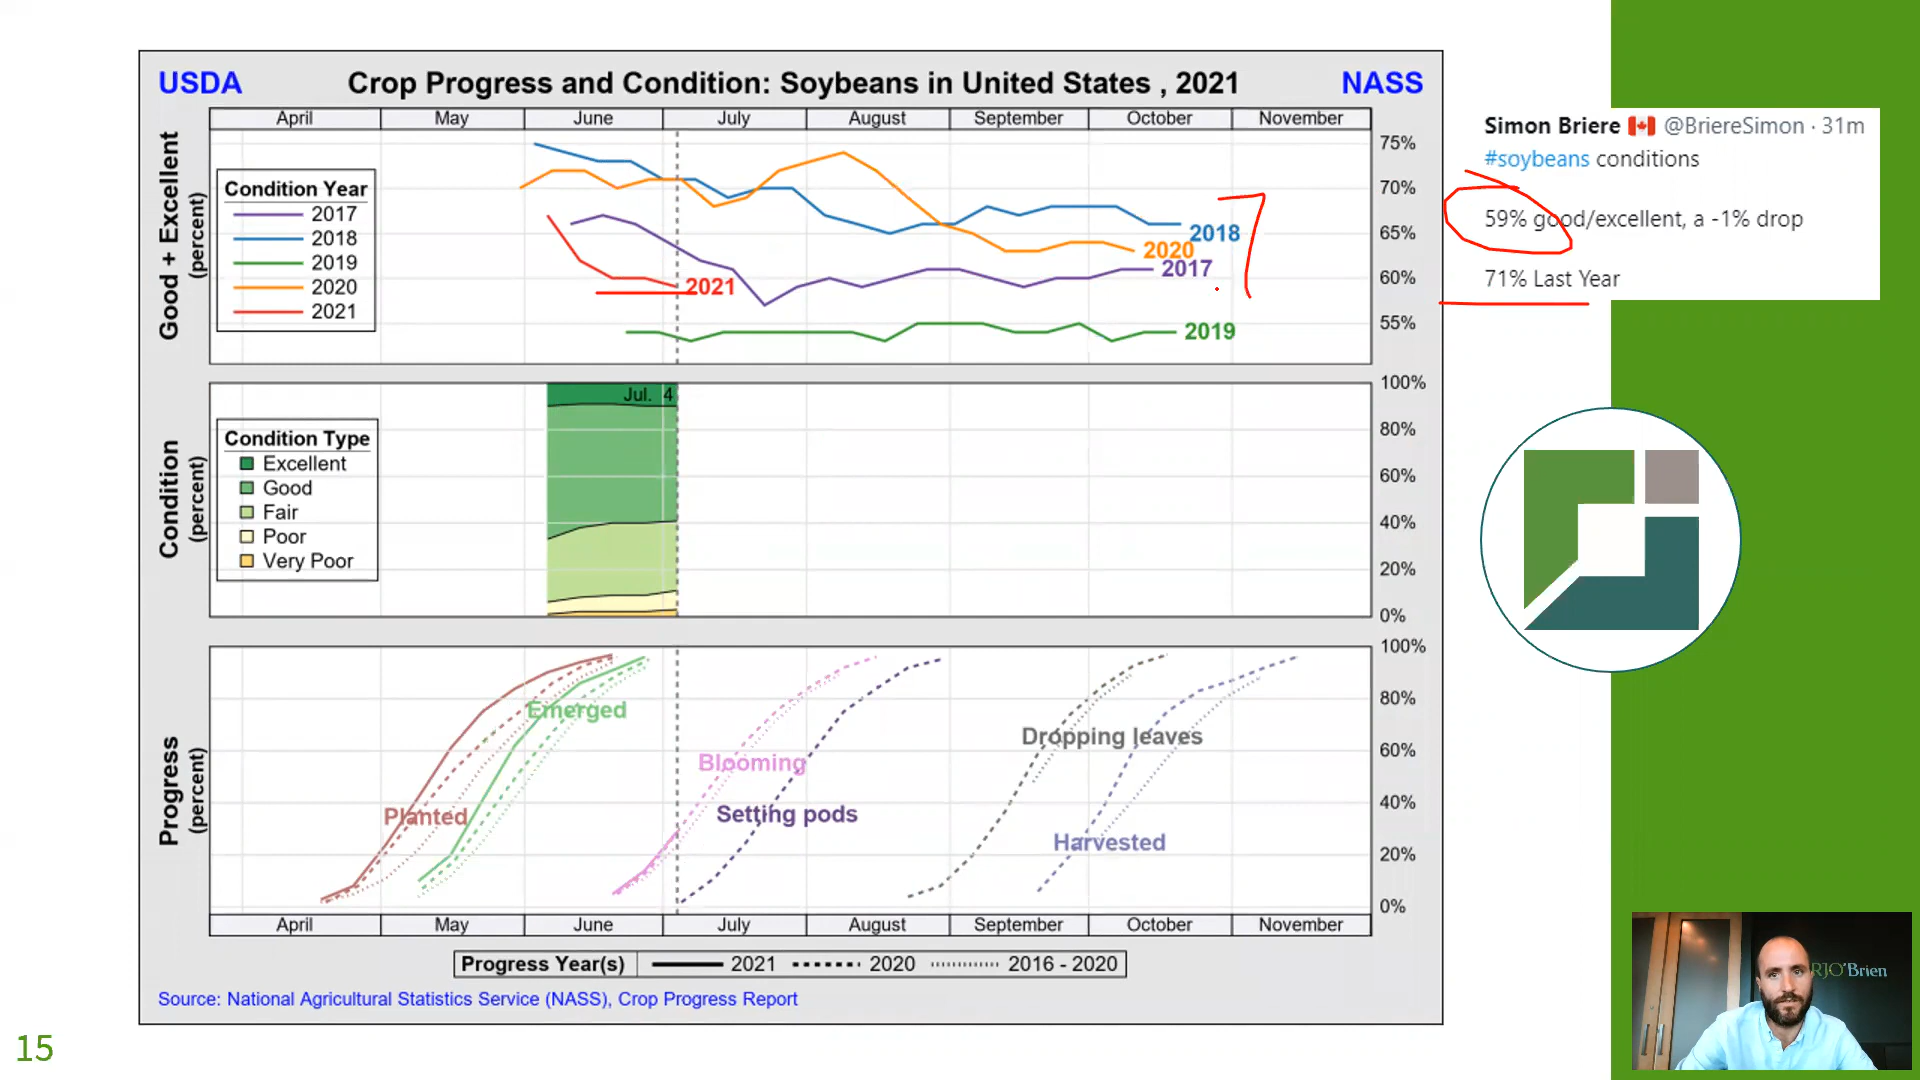 USDA
Crop Progress and Condition: Soybeans in United States , 2021
NASS
April May June July August September October November
Good + Excellent
(percent)
Condition Year
2017
2018
2019
2020
2021
75%
70%
65%
60%
55%
2018
2020
2017
2021
2019
Condition
(percent)
Condition Type
Excellent
Good
Fair
Poor
Very Poor
Jul. 4
100%
80%
60%
40%
20%
0%
Progress
(percent)
Planted
Emerged
Blooming
Setting pods
Dropping leaves
Harvested
100%
80%
60%
40%
20%
0%
April May June July August September October November
Progress Year(s) 2021 2020 2016 - 2020
Source: National Agricultural Statistics Service (NASS), Crop Progress Report
15
Simon Briere 🇨🇦 @BriereSimon · 31m
#soybeans conditions
59% good/excellent, a -1% drop
71% Last Year
RJO'Brien